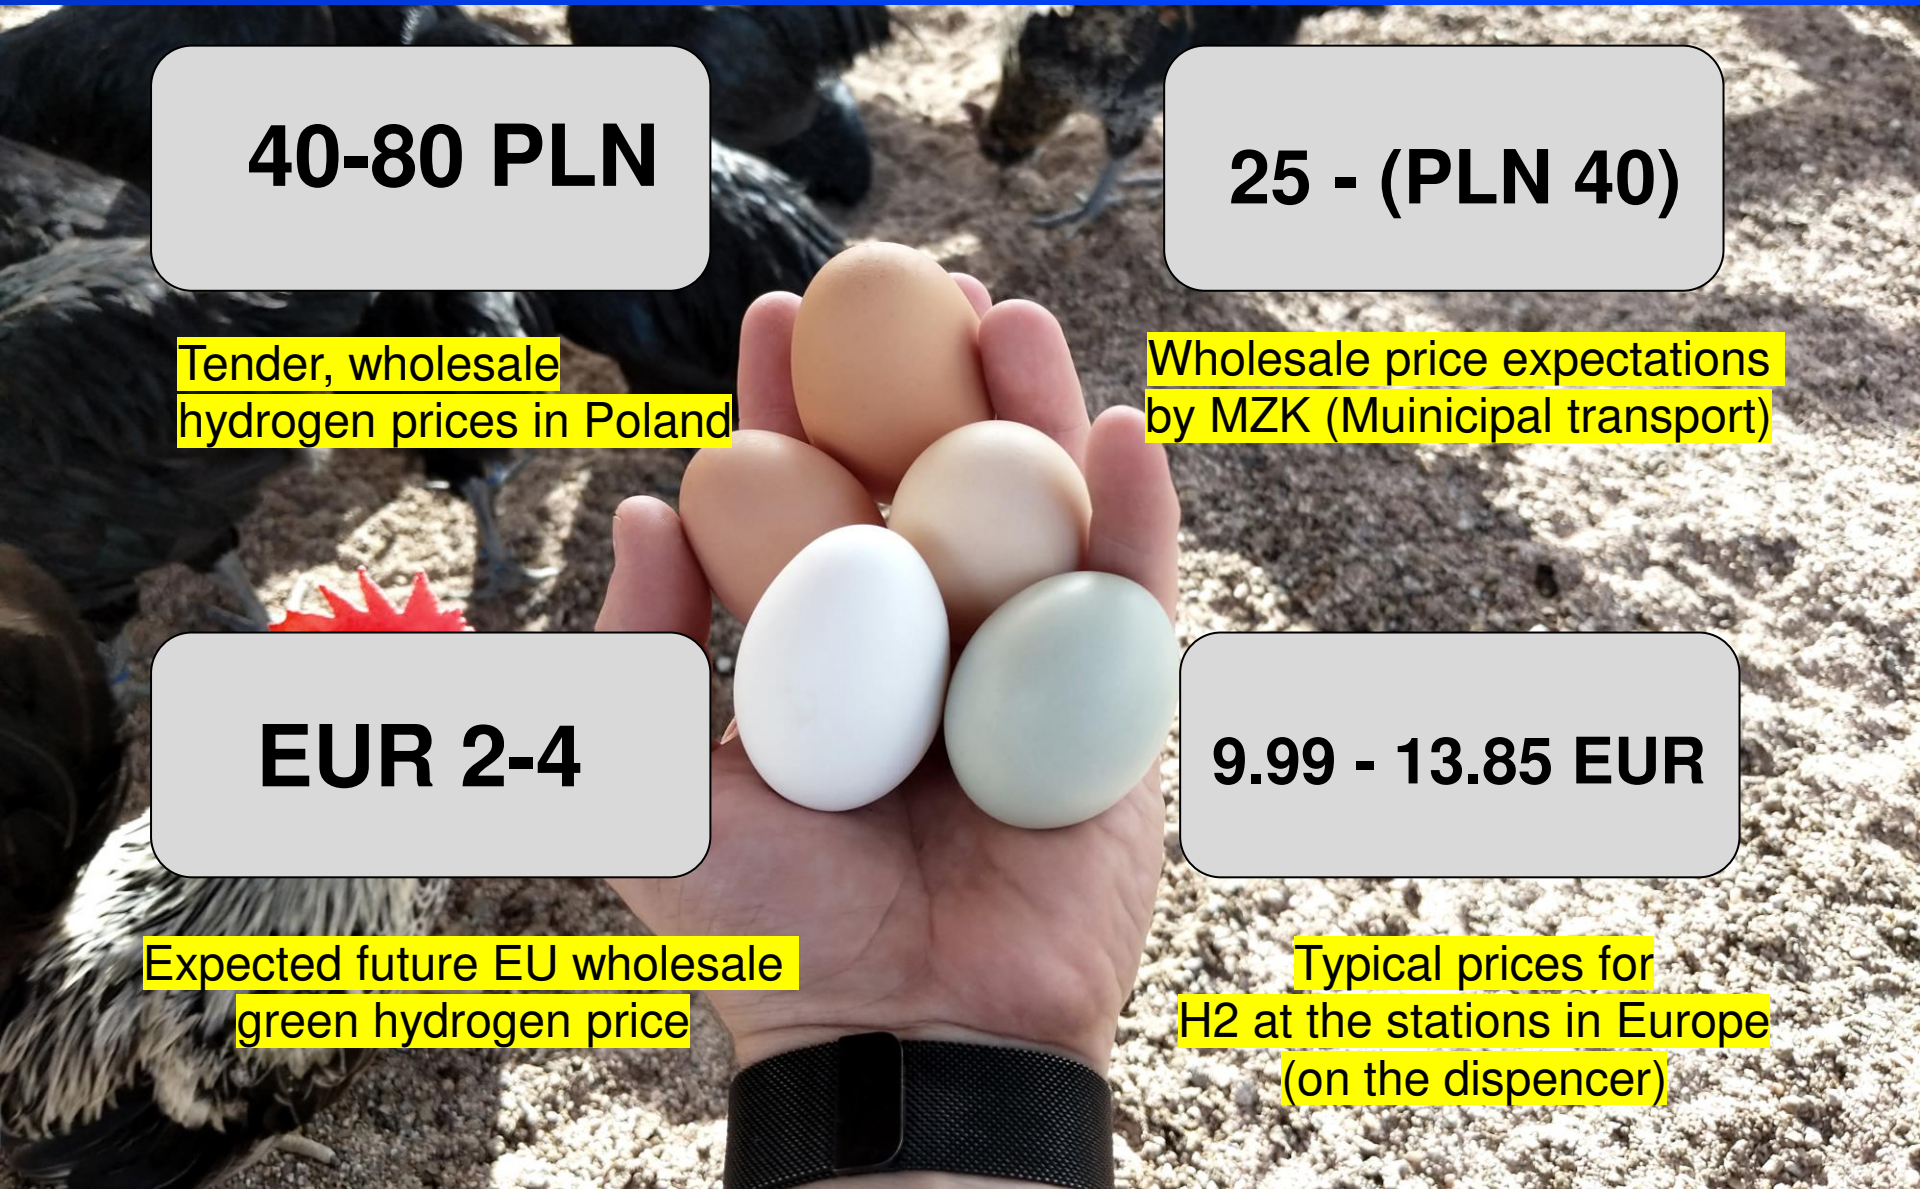 40-80 PLN
Tender, wholesale
hydrogen prices in Poland
25 - (PLN 40)
Wholesale price expectations
by MZK (Muinicipal transport)
EUR 2-4
Expected future EU wholesale
green hydrogen price
9.99 - 13.85 EUR
Typical prices for
H2 at the stations in Europe
(on the dispencer)